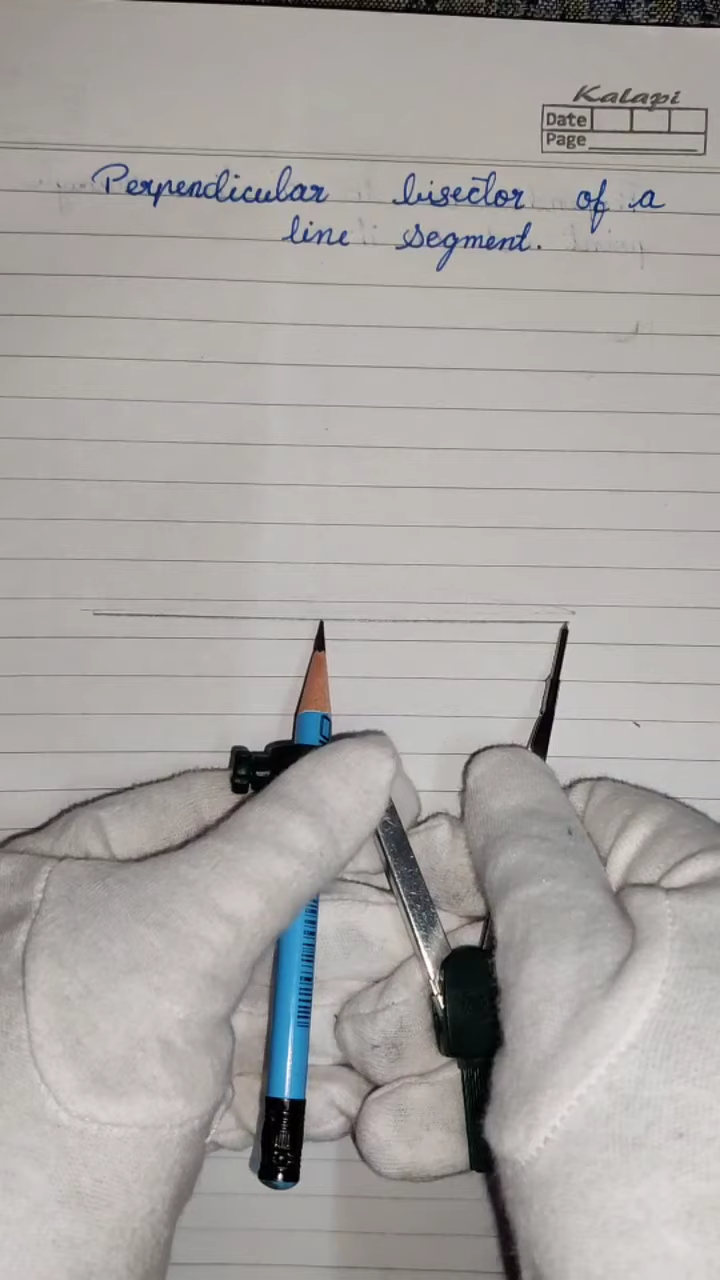 Kalapi
Date
Page
Perpendicular bisector of a
line segment.